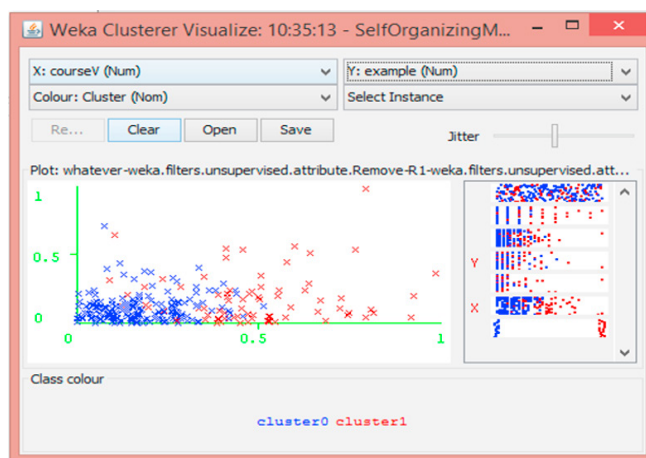 Weka Clusterer Visualize: 10:35:13 - SelfOrganizingM...
X: courseV (Num)
Y: example (Num)
Colour: Cluster (Nom)
Select Instance
Re...
Clear
Open
Save
Jitter
Plot: whatever-weka.filters.unsupervised.attribute.Remove-R1-weka.filters.unsupervised.att...
1
0.5
0
0
0.5
1
Y
X
Class colour
cluster0 cluster1